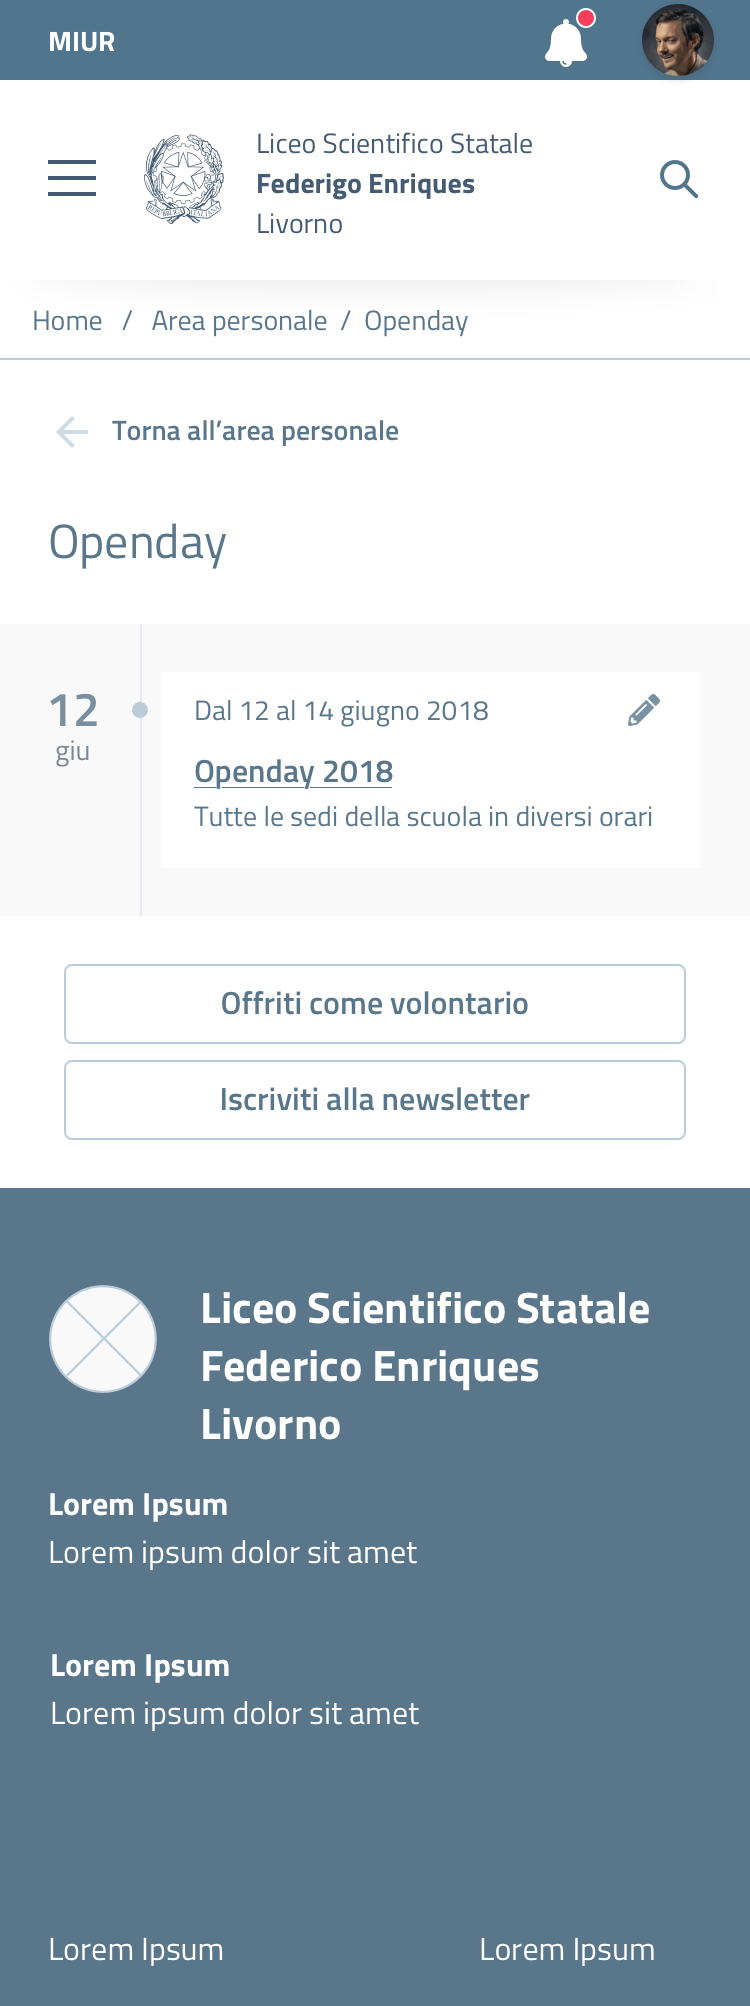 MIUR
Liceo Scientifico Statale
Federigo Enriques
Livorno
REPVBBLICA ITALIANA
Home / Area personale / Openday
Torna all’area personale
Openday
12
giu
Dal 12 al 14 giugno 2018
Openday 2018
Tutte le sedi della scuola in diversi orari
Offriti come volontario
Iscriviti alla newsletter
Liceo Scientifico Statale
Federico Enriques
Livorno
Lorem Ipsum
Lorem ipsum dolor sit amet
Lorem Ipsum
Lorem ipsum dolor sit amet
Lorem Ipsum Lorem Ipsum